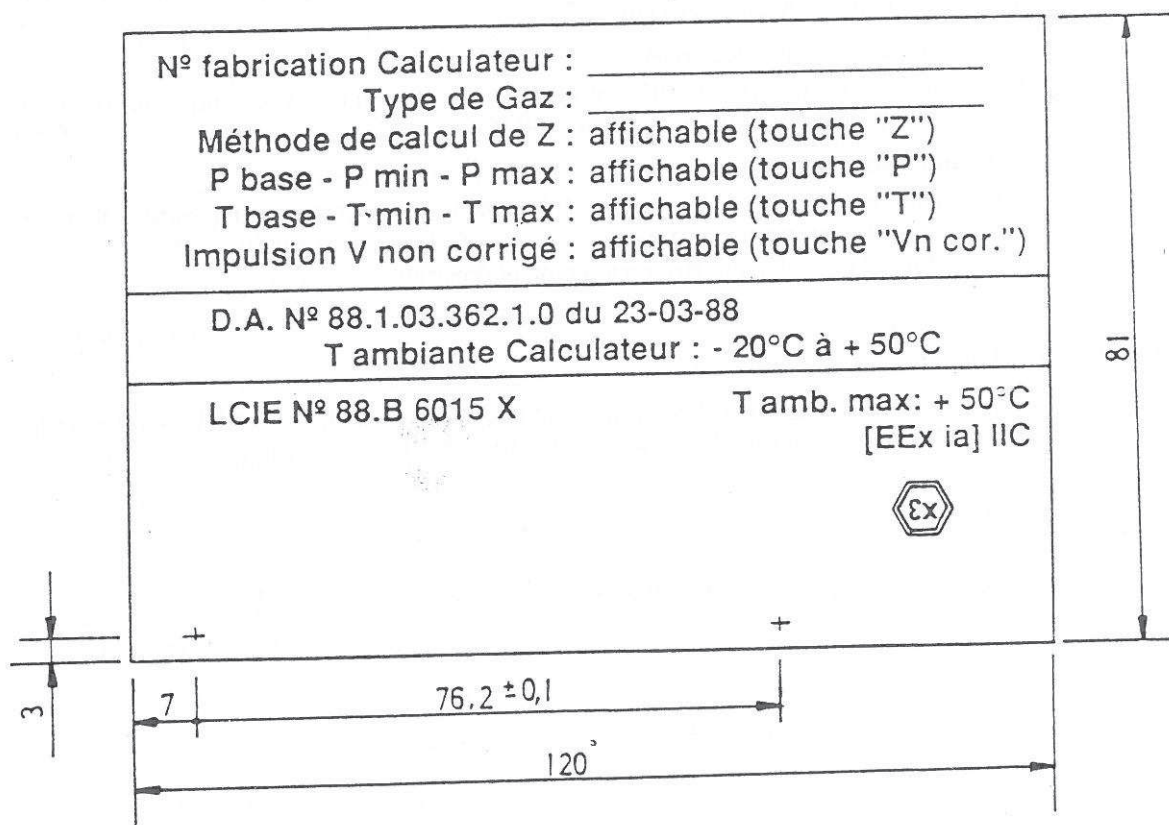 Nº fabrication Calculateur : ____________
Type de Gaz : ____________
Méthode de calcul de Z : affichable (touche "Z")
P base - P min - P max : affichable (touche "P")
T base - T min - T max : affichable (touche "T")
Impulsion V non corrigé : affichable (touche "Vn cor.")
D.A. Nº 88.1.03.362.1.0 du 23-03-88
T ambiante Calculateur : - 20°C à + 50°C
LCIE Nº 88.B 6015 X
T amb. max: + 50°C
[EEx ia] IIC
εx
81
3
7
76,2 ±0,1
120